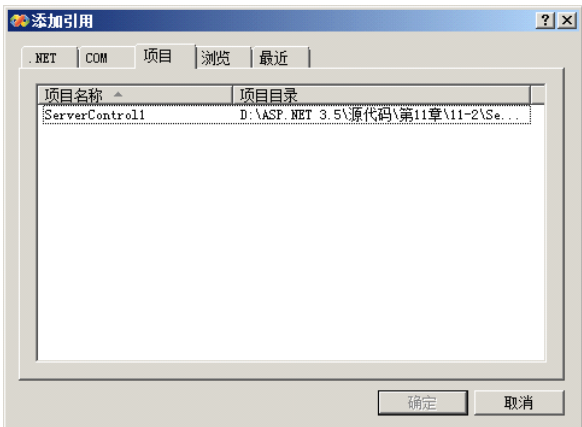 添加引用
.NET COM 项目 浏览 最近
项目名称 项目目录
ServerControl1 D:\ASP.NET 3.5\源代码\第11章\11-2\Se...
确定 取消